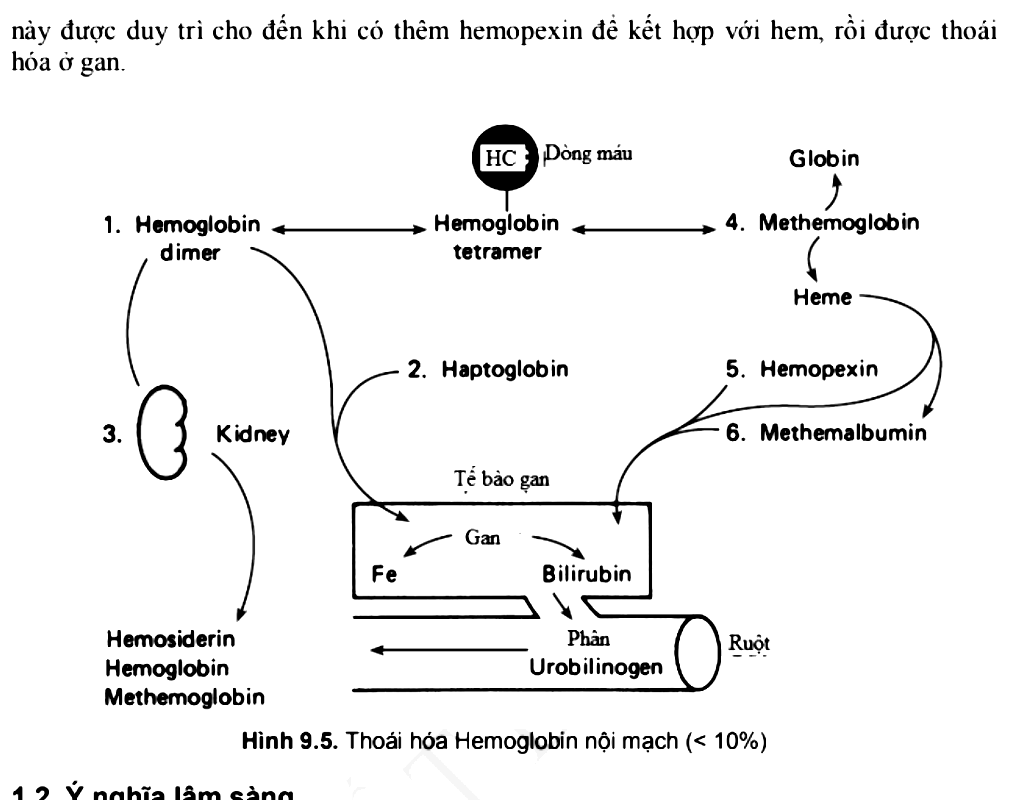 này được duy trì cho đến khi có thêm hemopexin để kết hợp với hem, rồi được thoái
hóa ở gan.
HC
Dòng máu
Globin
1. Hemoglobin
dimer
Hemoglobin
tetramer
4. Methemoglobin
Heme
2. Haptoglobin
5. Hemopexin
3.
Kidney
6. Methemalbumin
Tế bào gan
Gan
Fe
Bilirubin
Hemosiderin
Hemoglobin
Methemoglobin
Phân
Urobilinogen
Ruột
Hình 9.5. Thoái hóa Hemoglobin nội mạch (< 10%)
1.2. Ý nghĩa lâm sàng